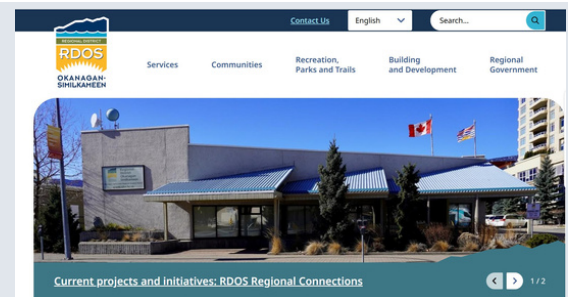 Contact Us
English
Search...
REGIONAL DISTRICT
RDOS
OKANAGAN-
SIMILKAMEEN
Services
Communities
Recreation,
Parks and Trails
Building
and Development
Regional
Government
Current projects and initiatives: RDOS Regional Connections
1/2